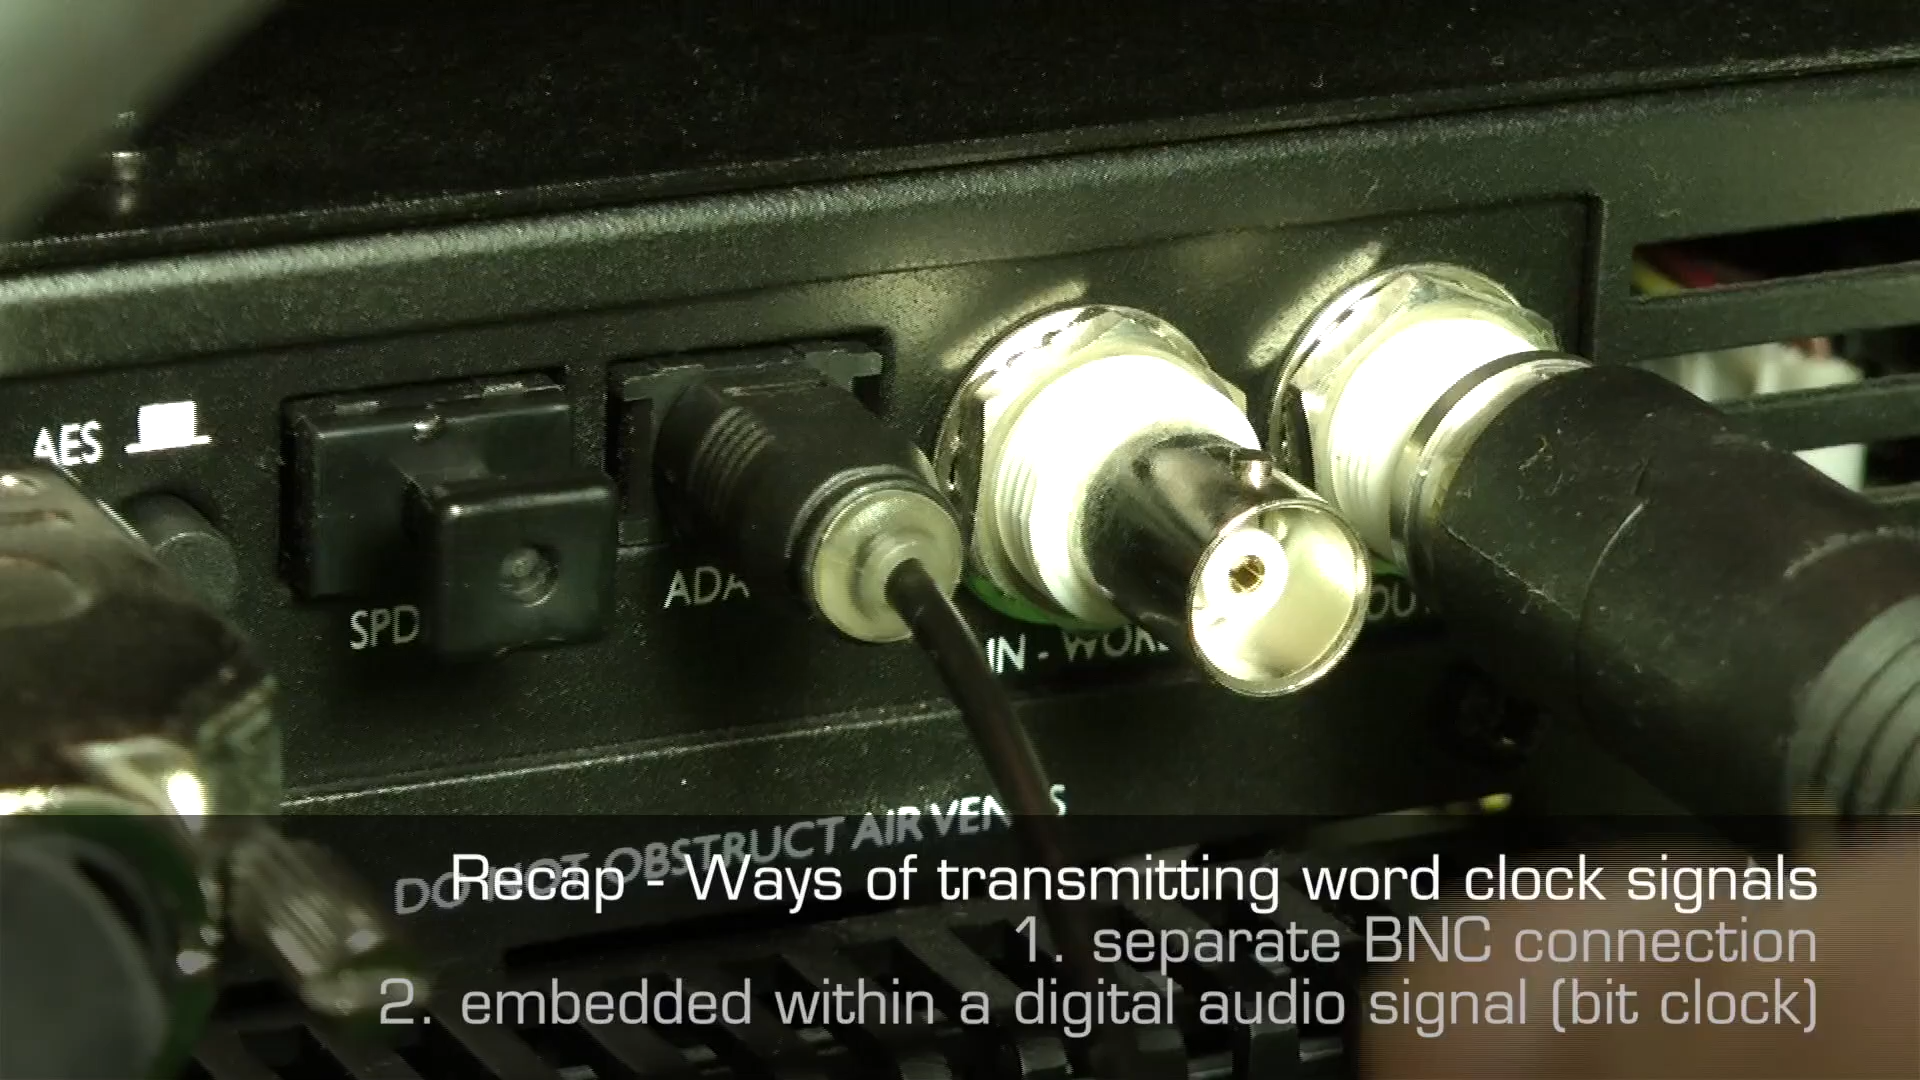 AES
SPD
ADA
IN - WOR
OU
DO NOT OBSTRUCT AIR VENTS
Recap - Ways of transmitting word clock signals
1. separate BNC connection
2. embedded within a digital audio signal (bit clock)